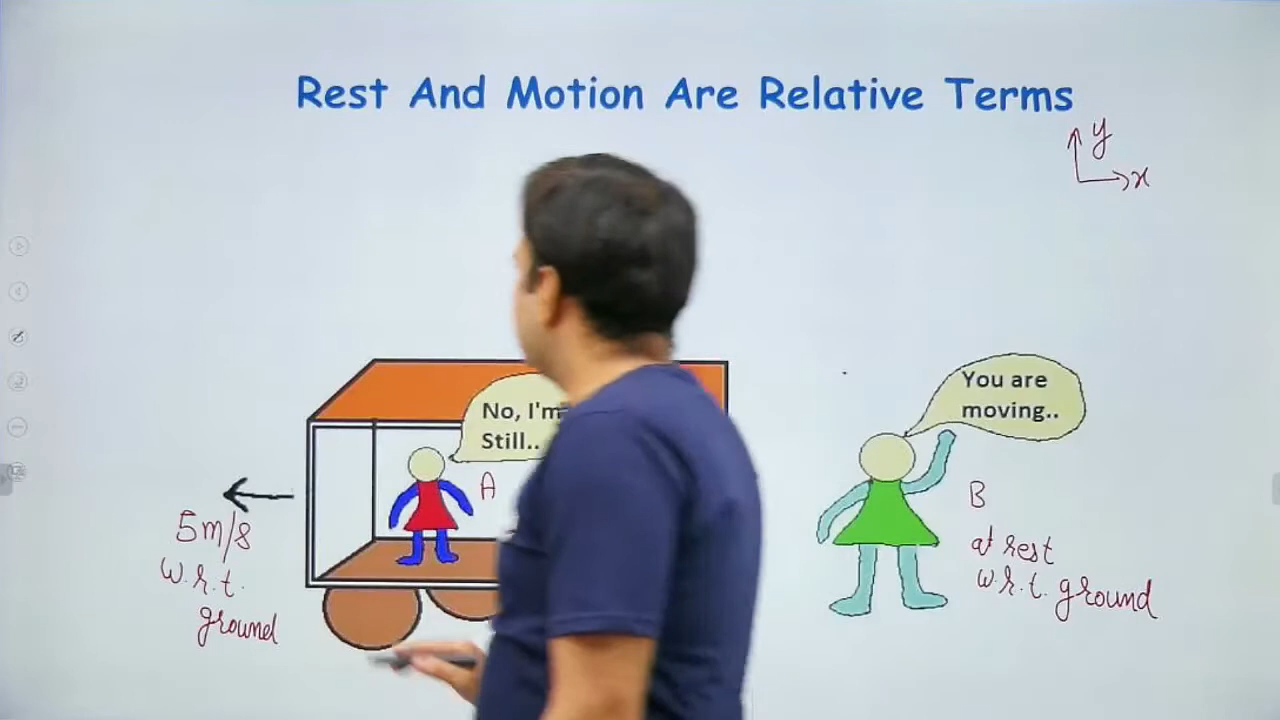 Rest And Motion Are Relative Terms
y
x
You are
moving..
No, I'm
Still..
A
B
5m/s
w.r.t.
ground
at rest
w.r.t. ground